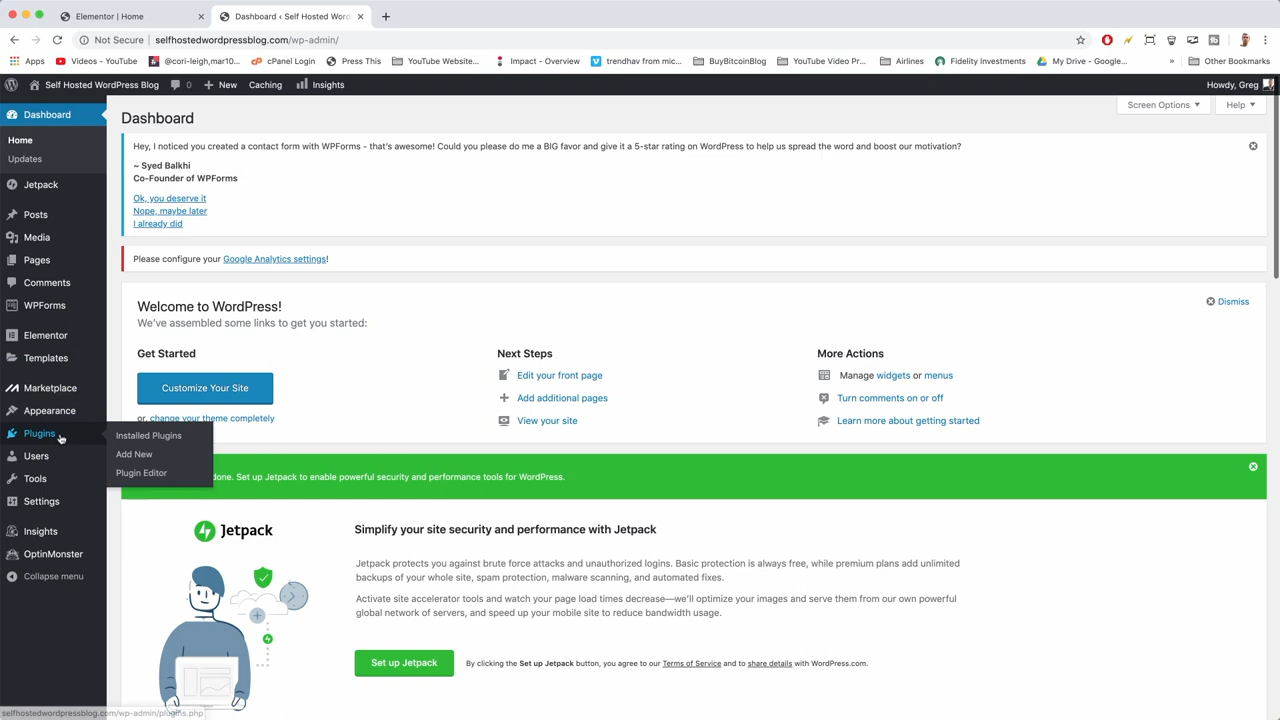 Elementor | Home
Dashboard ‹ Self Hosted Wor
Not Secure
selfhostedwordpressblog.com/wp-admin/
Apps
Videos - YouTube
@cori-leigh,mar10...
cPanel Login
Press This
YouTube Website...
Impact - Overview
trendhav from mic...
BuyBitcoinBlog
YouTube Video Pr...
Airlines
Fidelity Investments
My Drive - Google...
»
Other Bookmarks
Self Hosted WordPress Blog
0
New
Caching
Insights
Howdy, Greg
Dashboard
Home
Updates
Jetpack
Posts
Media
Pages
Comments
WPForms
Elementor
Templates
Marketplace
Appearance
Plugins
Users
Tools
Settings
Insights
OptinMonster
Collapse menu
Installed Plugins
Add New
Plugin Editor
Screen Options
Help
Dashboard
Hey, I noticed you created a contact form with WPForms - that's awesome! Could you please do me a BIG favor and give it a 5-star rating on WordPress to help us spread the word and boost our motivation?
~ Syed Balkhi
Co-Founder of WPForms
Ok, you deserve it
Nope, maybe later
I already did
Please configure your Google Analytics settings!
Welcome to WordPress!
We've assembled some links to get you started:
Dismiss
Get Started
Customize Your Site
or, change your theme completely
Next Steps
Edit your front page
Add additional pages
View your site
More Actions
Manage widgets or menus
Turn comments on or off
Learn more about getting started
done. Set up Jetpack to enable powerful security and performance tools for WordPress.
Jetpack
Simplify your site security and performance with Jetpack
Jetpack protects you against brute force attacks and unauthorized logins. Basic protection is always free, while premium plans add unlimited
backups of your whole site, spam protection, malware scanning, and automated fixes.
Activate site accelerator tools and watch your page load times decrease—we'll optimize your images and serve them from our own powerful
global network of servers, and speed up your mobile site to reduce bandwidth usage.
Set up Jetpack
By clicking the Set up Jetpack button, you agree to our Terms of Service and to share details with WordPress.com.
selfhostedwordpressblog.com/wp-admin/plugins.php